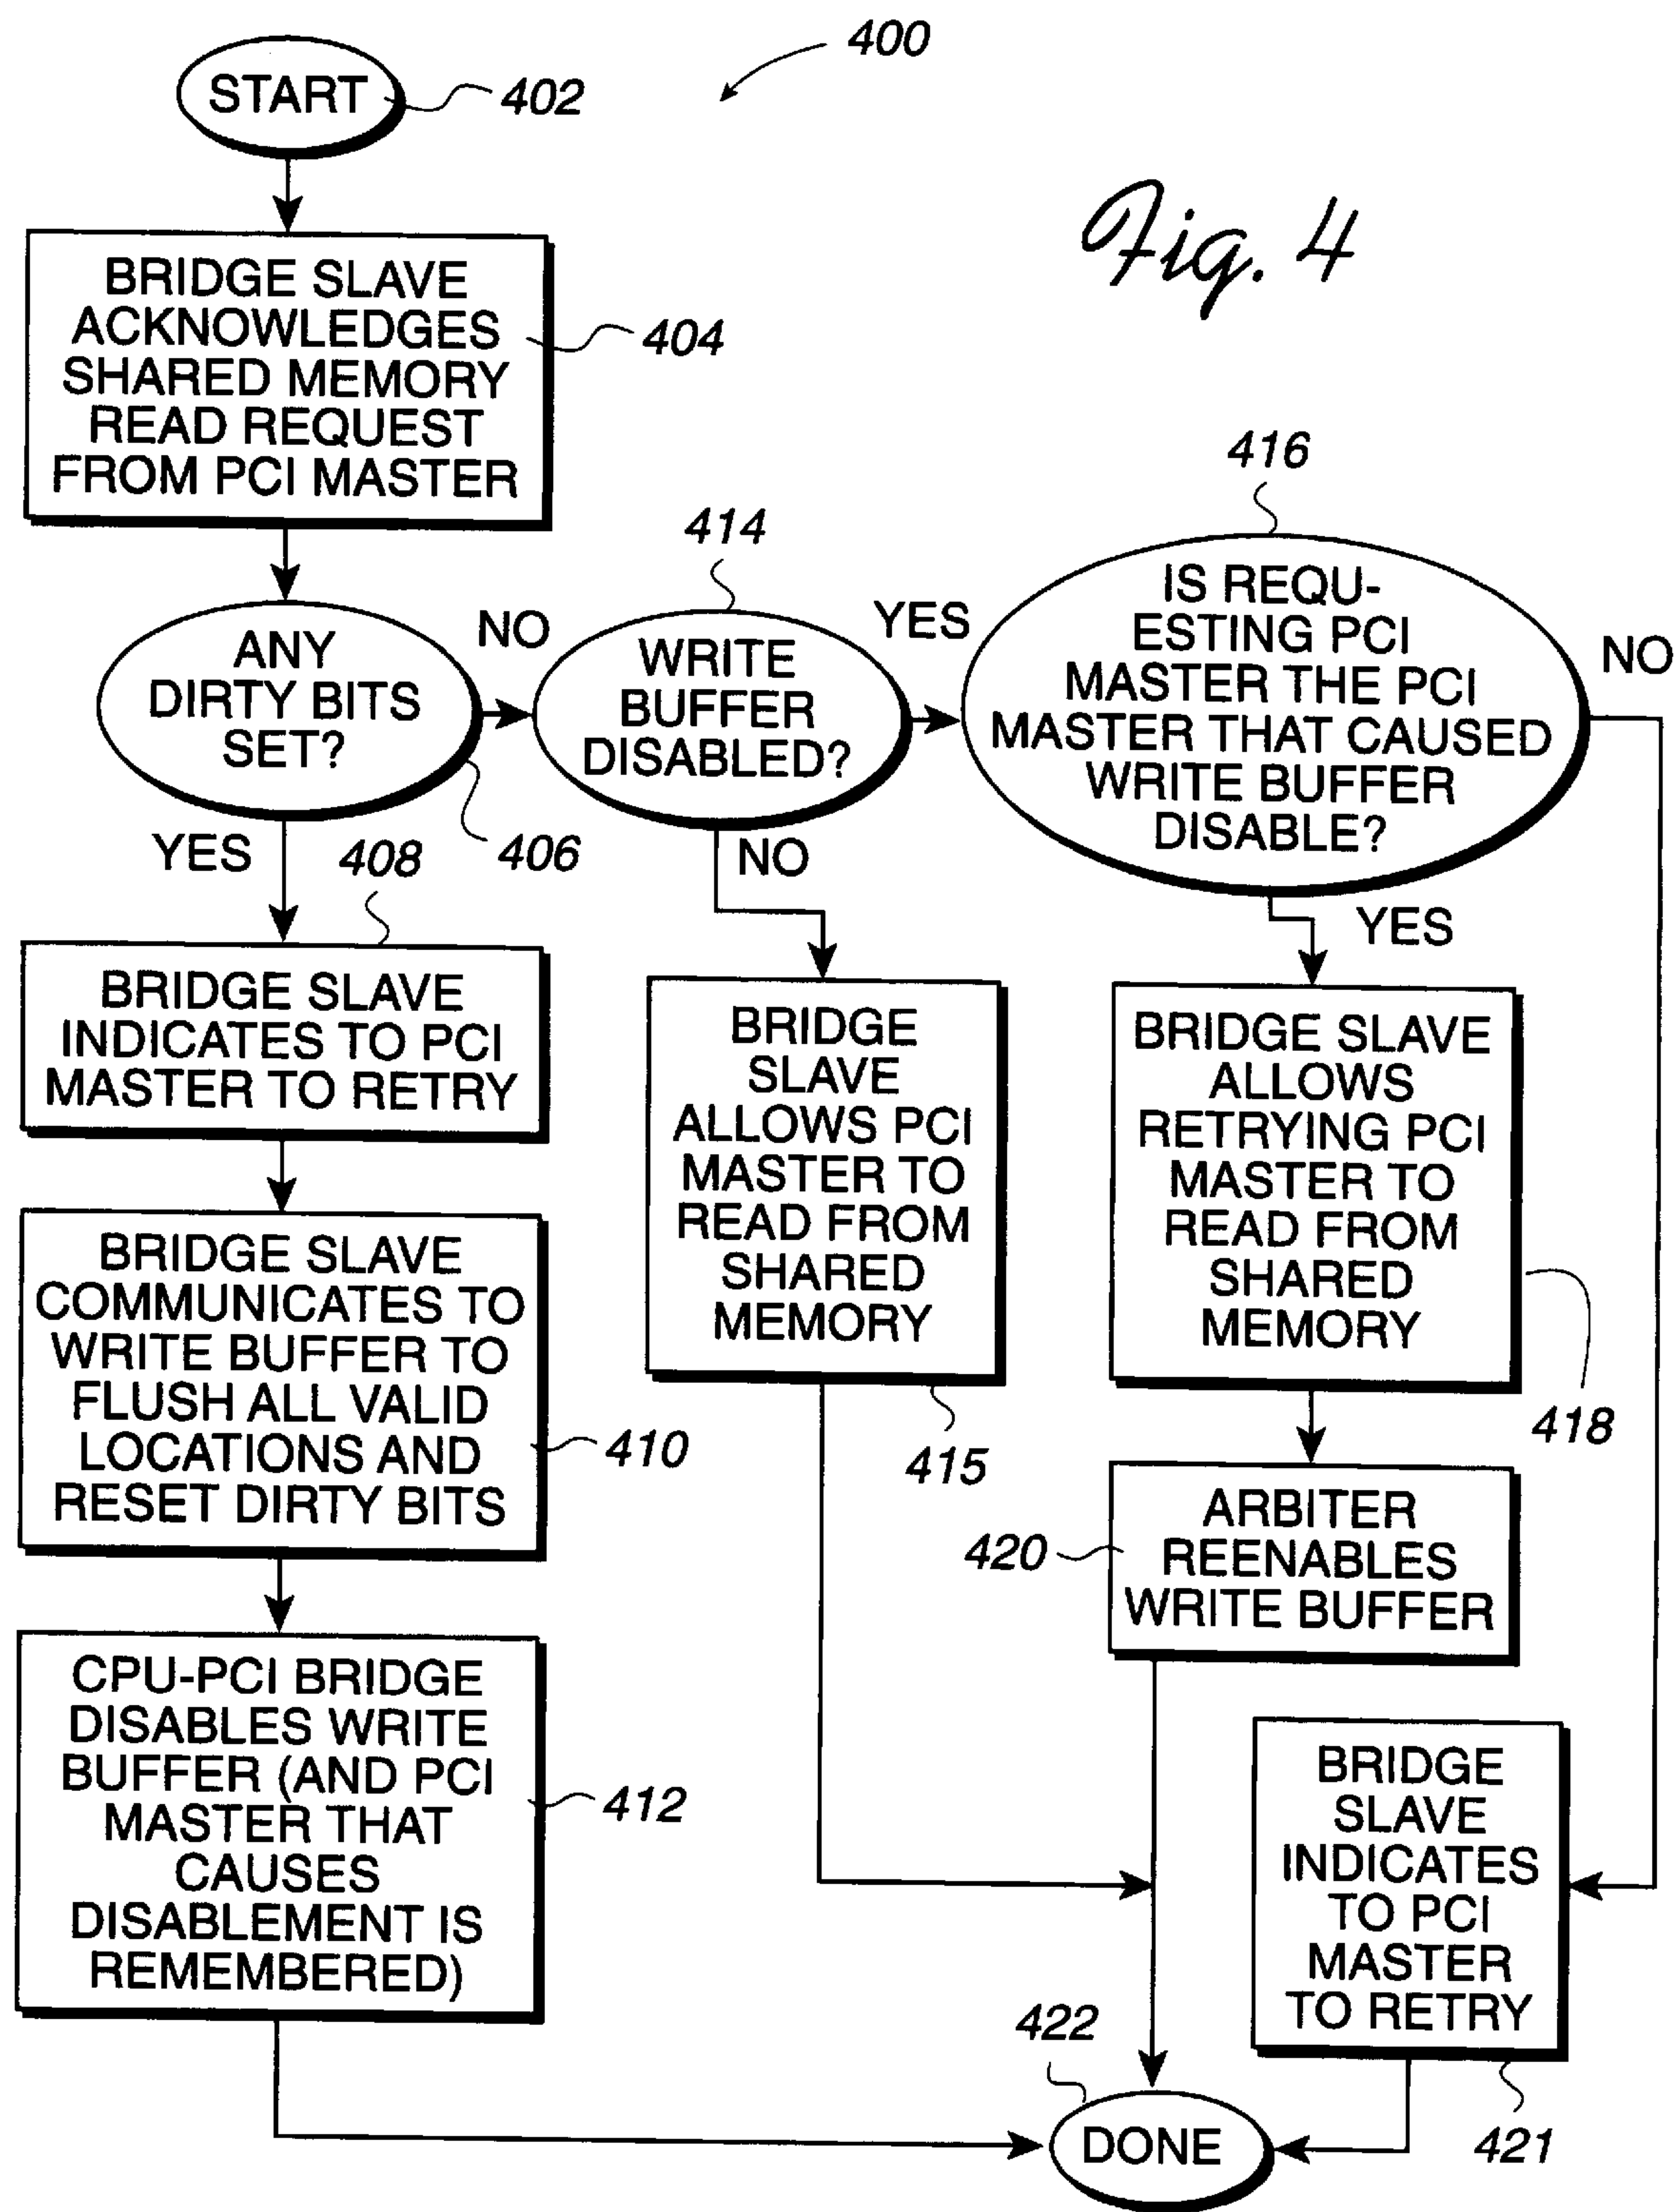 400
START
402
Fig. 4
BRIDGE SLAVE
ACKNOWLEDGES
SHARED MEMORY
READ REQUEST
FROM PCI MASTER
404
ANY
DIRTY BITS
SET?
406
NO
YES
414
WRITE
BUFFER
DISABLED?
YES
NO
416
IS REQU-
ESTING PCI
MASTER THE PCI
MASTER THAT CAUSED
WRITE BUFFER
DISABLE?
NO
YES
408
BRIDGE SLAVE
INDICATES TO PCI
MASTER TO RETRY
BRIDGE SLAVE
COMMUNICATES TO
WRITE BUFFER TO
FLUSH ALL VALID
LOCATIONS AND
RESET DIRTY BITS
410
CPU-PCI BRIDGE
DISABLES WRITE
BUFFER (AND PCI
MASTER THAT
CAUSES
DISABLEMENT IS
REMEMBERED)
412
BRIDGE
SLAVE
ALLOWS PCI
MASTER TO
READ FROM
SHARED
MEMORY
415
BRIDGE SLAVE
ALLOWS
RETRYING PCI
MASTER TO
READ FROM
SHARED
MEMORY
418
ARBITER
REENABLES
WRITE BUFFER
420
BRIDGE
SLAVE
INDICATES
TO PCI
MASTER
TO RETRY
421
422
DONE